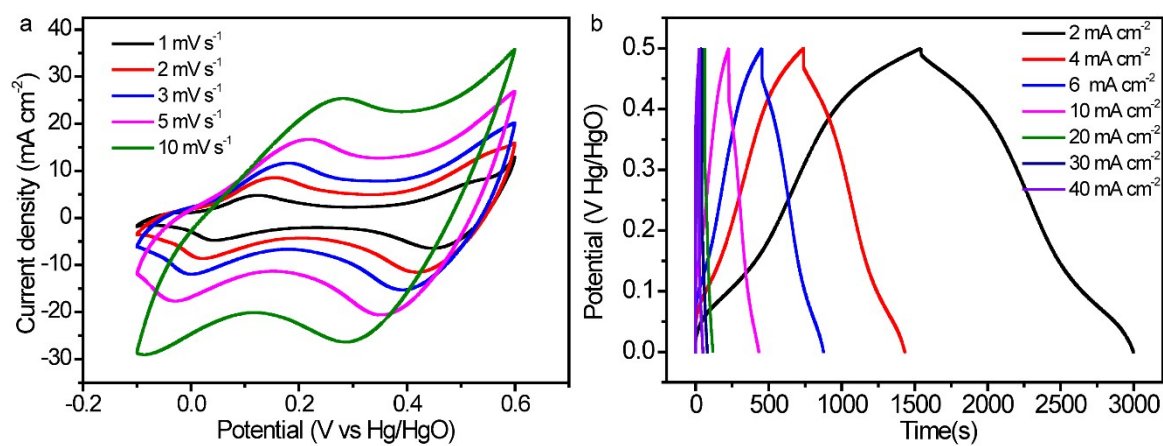 a
40
35
30
20
10
0
-10
-20
-30
-0.2
0.0
0.2
0.4
0.6
Current density (mA cm-2)
Potential (V vs Hg/HgO)
1 mV s-1
2 mV s-1
3 mV s-1
5 mV s-1
10 mV s-1
b
0.5
0.4
0.3
0.2
0.1
0.0
0
500
1000
1500
2000
2500
3000
Potential (V Hg/HgO)
Time(s)
2 mA cm-2
4 mA cm-2
6 mA cm-2
10 mA cm-2
20 mA cm-2
30 mA cm-2
40 mA cm-2